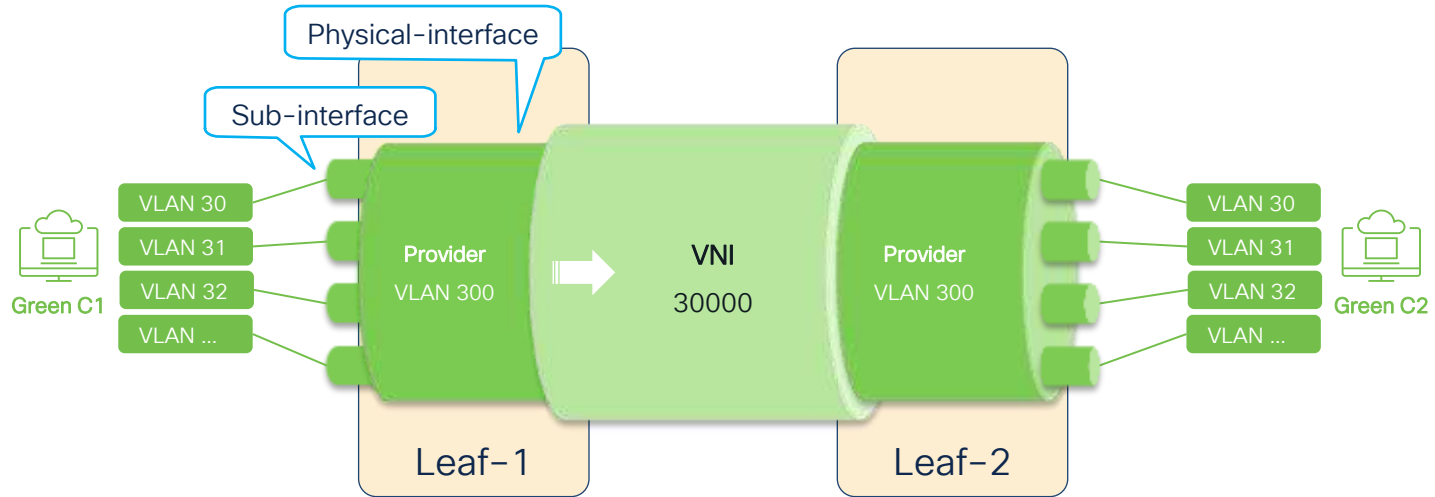 Physical-interface
Sub-interface
VLAN 30
VLAN 31
VLAN 32
VLAN ...
Green C1
Provider
VLAN 300
VNI
30000
Provider
VLAN 300
VLAN 30
VLAN 31
VLAN 32
VLAN ...
Green C2
Leaf-1
Leaf-2